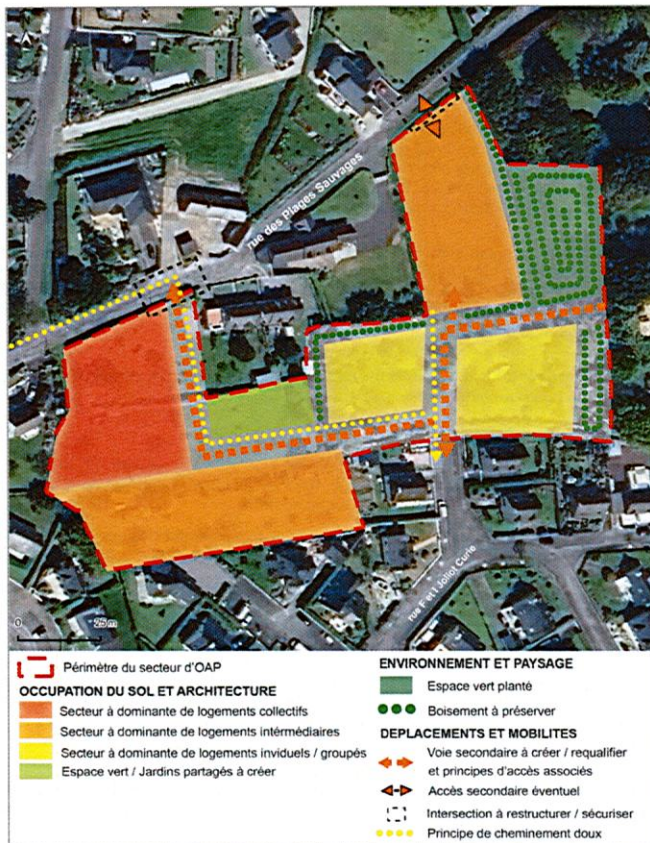 rue des Plages Sauvages
rue F et I Joliot Curie
0 25 m
Périmètre du secteur d'OAP
OCCUPATION DU SOL ET ARCHITECTURE
Secteur à dominante de logements collectifs
Secteur à dominante de logements intérmédiaires
Secteur à dominante de logements inviduels / groupés
Espace vert / Jardins partagés à créer
ENVIRONNEMENT ET PAYSAGE
Espace vert planté
Boisement à préserver
DEPLACEMENTS ET MOBILITES
Voie secondaire à créer / requalifier
et principes d'accès associés
Accès secondaire éventuel
Intersection à restructurer / sécuriser
Principe de cheminement doux